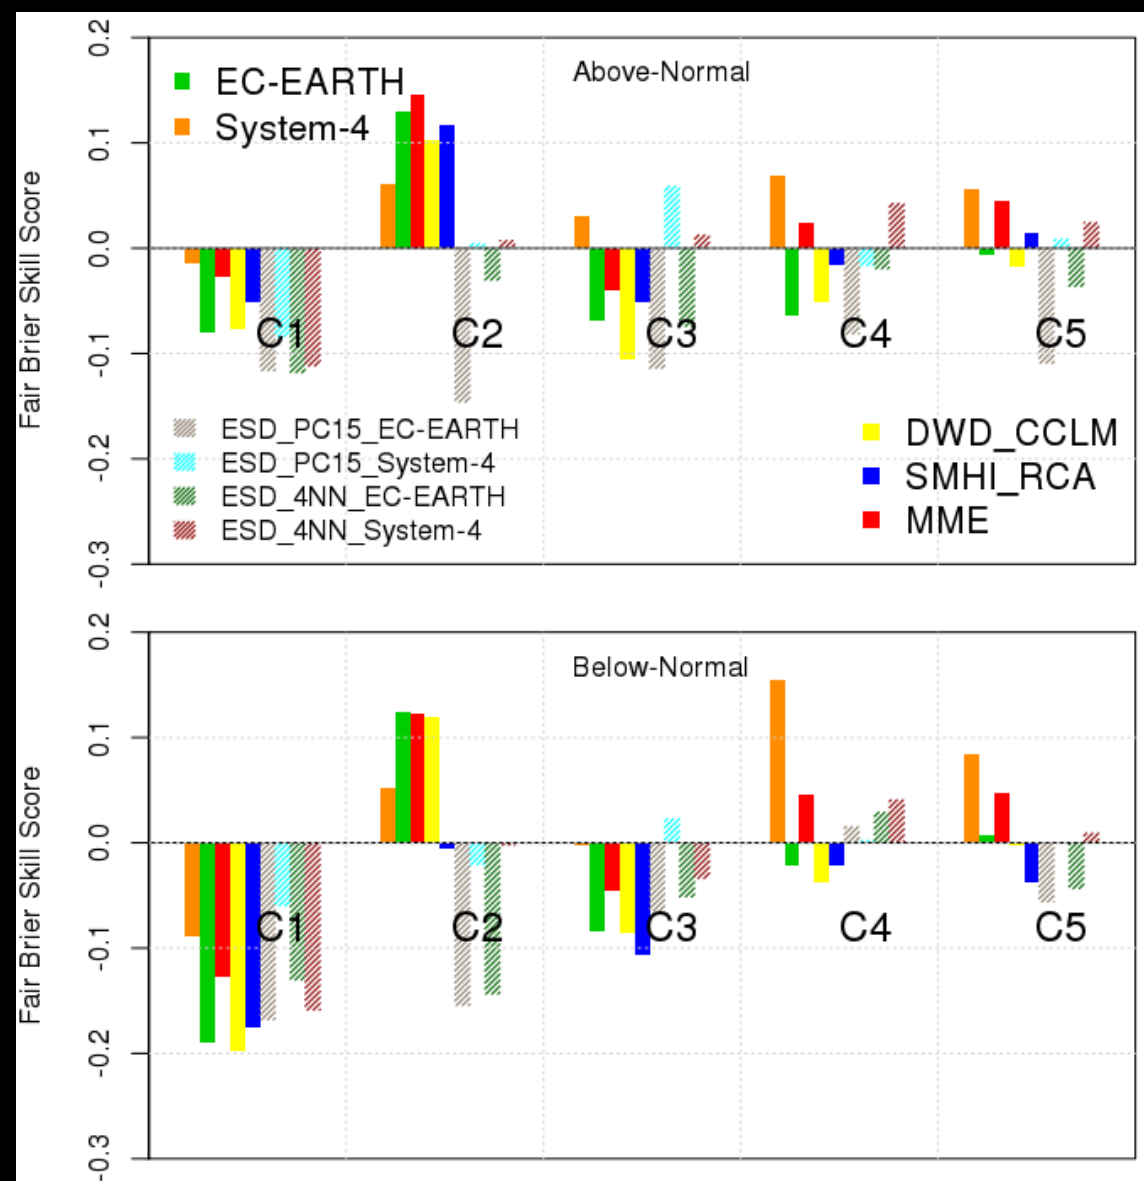 Above-Normal
EC-EARTH
System-4
0.2
0.1
0.0
-0.1
-0.2
-0.3
Fair Brier Skill Score
C1
C2
C3
C4
C5
ESD_PC15_EC-EARTH
ESD_PC15_System-4
ESD_4NN_EC-EARTH
ESD_4NN_System-4
DWD_CCLM
SMHI_RCA
MME
Below-Normal
0.2
0.1
0.0
-0.1
-0.2
-0.3
Fair Brier Skill Score
C1
C2
C3
C4
C5